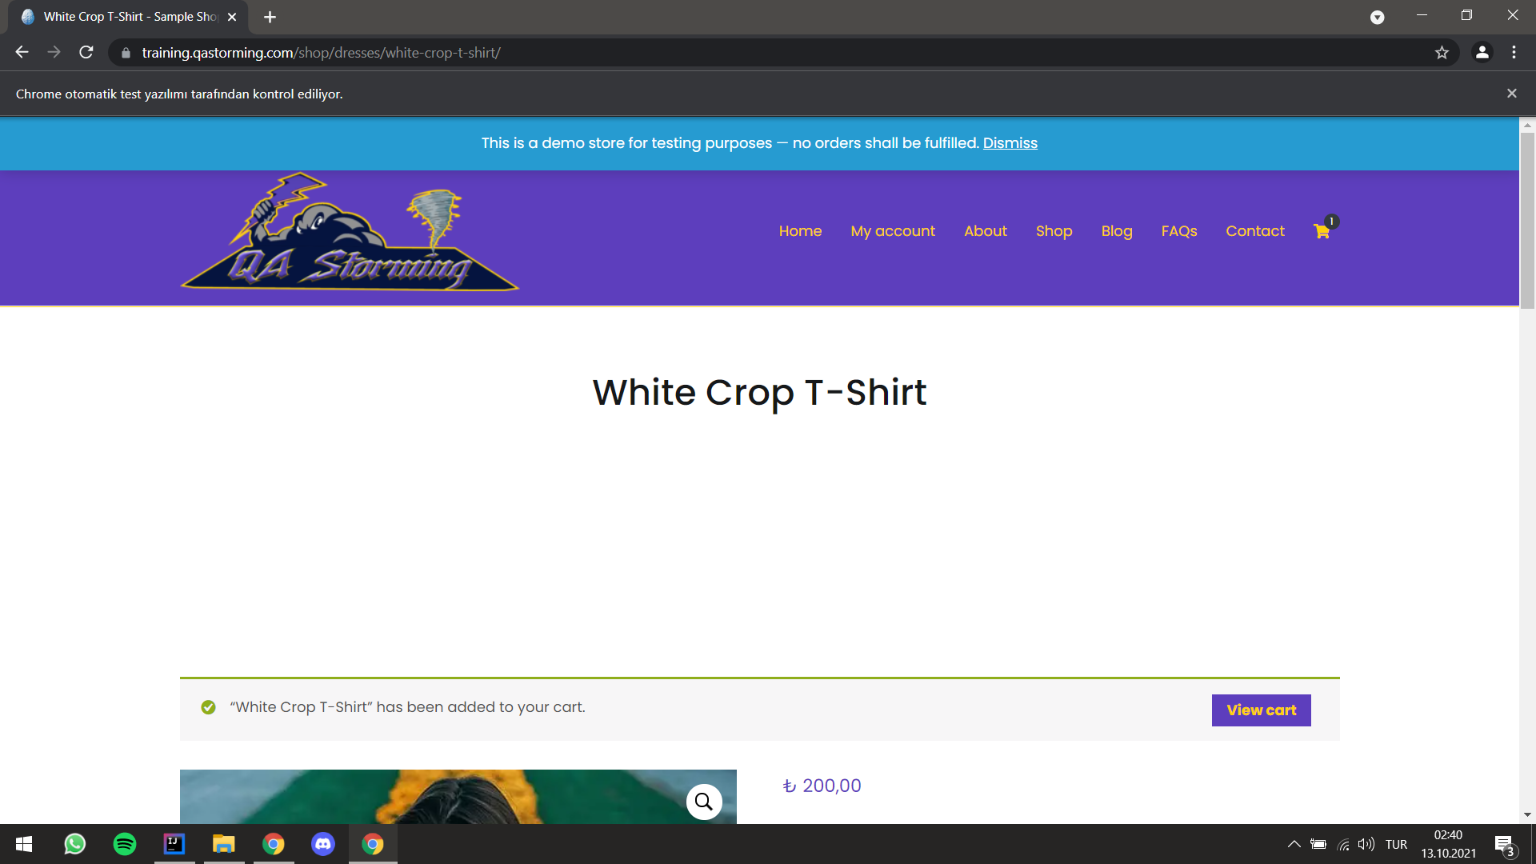 White Crop T-Shirt - Sample Sho
training.qastorming.com/shop/dresses/white-crop-t-shirt/
Chrome otomatik test yazılımı tarafından kontrol ediliyor.
This is a demo store for testing purposes — no orders shall be fulfilled. Dismiss
QA Storming
Home My account About Shop Blog FAQs Contact 1
White Crop T-Shirt
“White Crop T-Shirt” has been added to your cart. View cart
₺ 200,00
IJ
TUR
02:40
13.10.2021
3